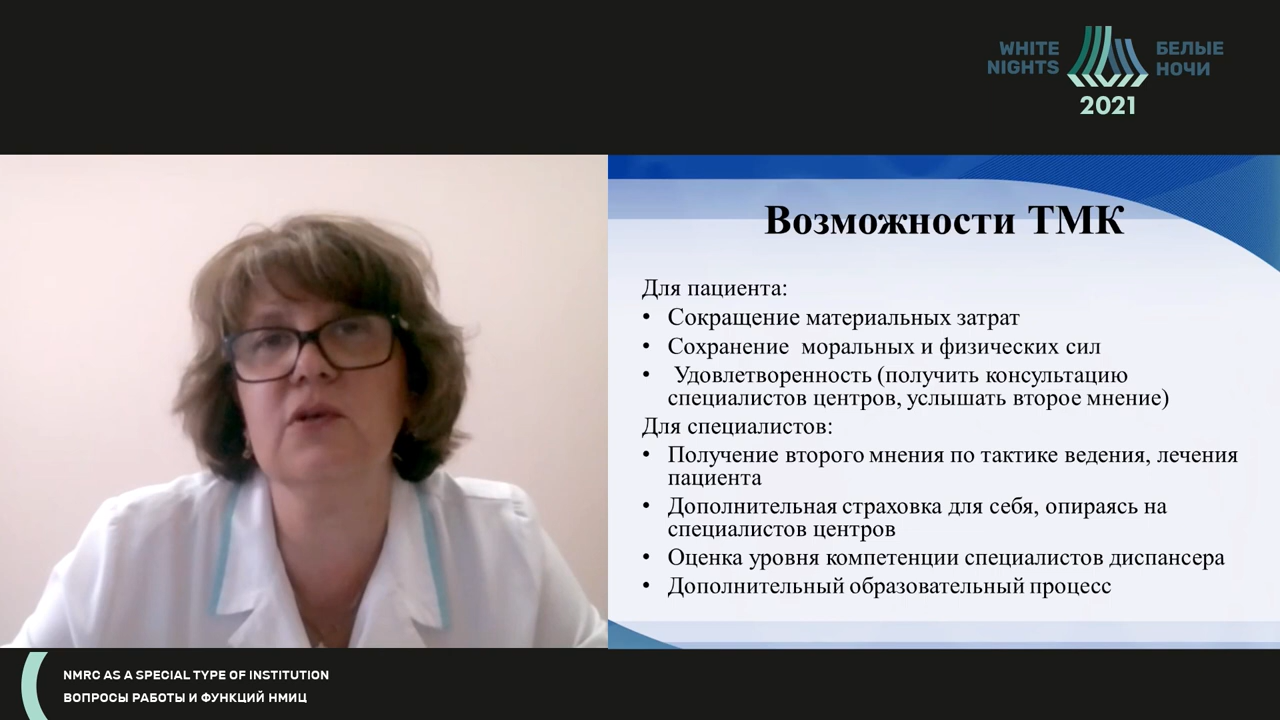 WHITE
NIGHTS
БЕЛЫЕ
НОЧИ
2021
Возможности ТМК
Для пациента:
• Сокращение материальных затрат
• Сохранение моральных и физических сил
• Удовлетворенность (получить консультацию
специалистов центров, услышать второе мнение)
Для специалистов:
• Получение второго мнения по тактике ведения, лечения
пациента
• Дополнительная страховка для себя, опираясь на
специалистов центров
• Оценка уровня компетенции специалистов диспансера
• Дополнительный образовательный процесс
NMRC AS A SPECIAL TYPE OF INSTITUTION
ВОПРОСЫ РАБОТЫ И ФУНКЦИЙ НМИЦ